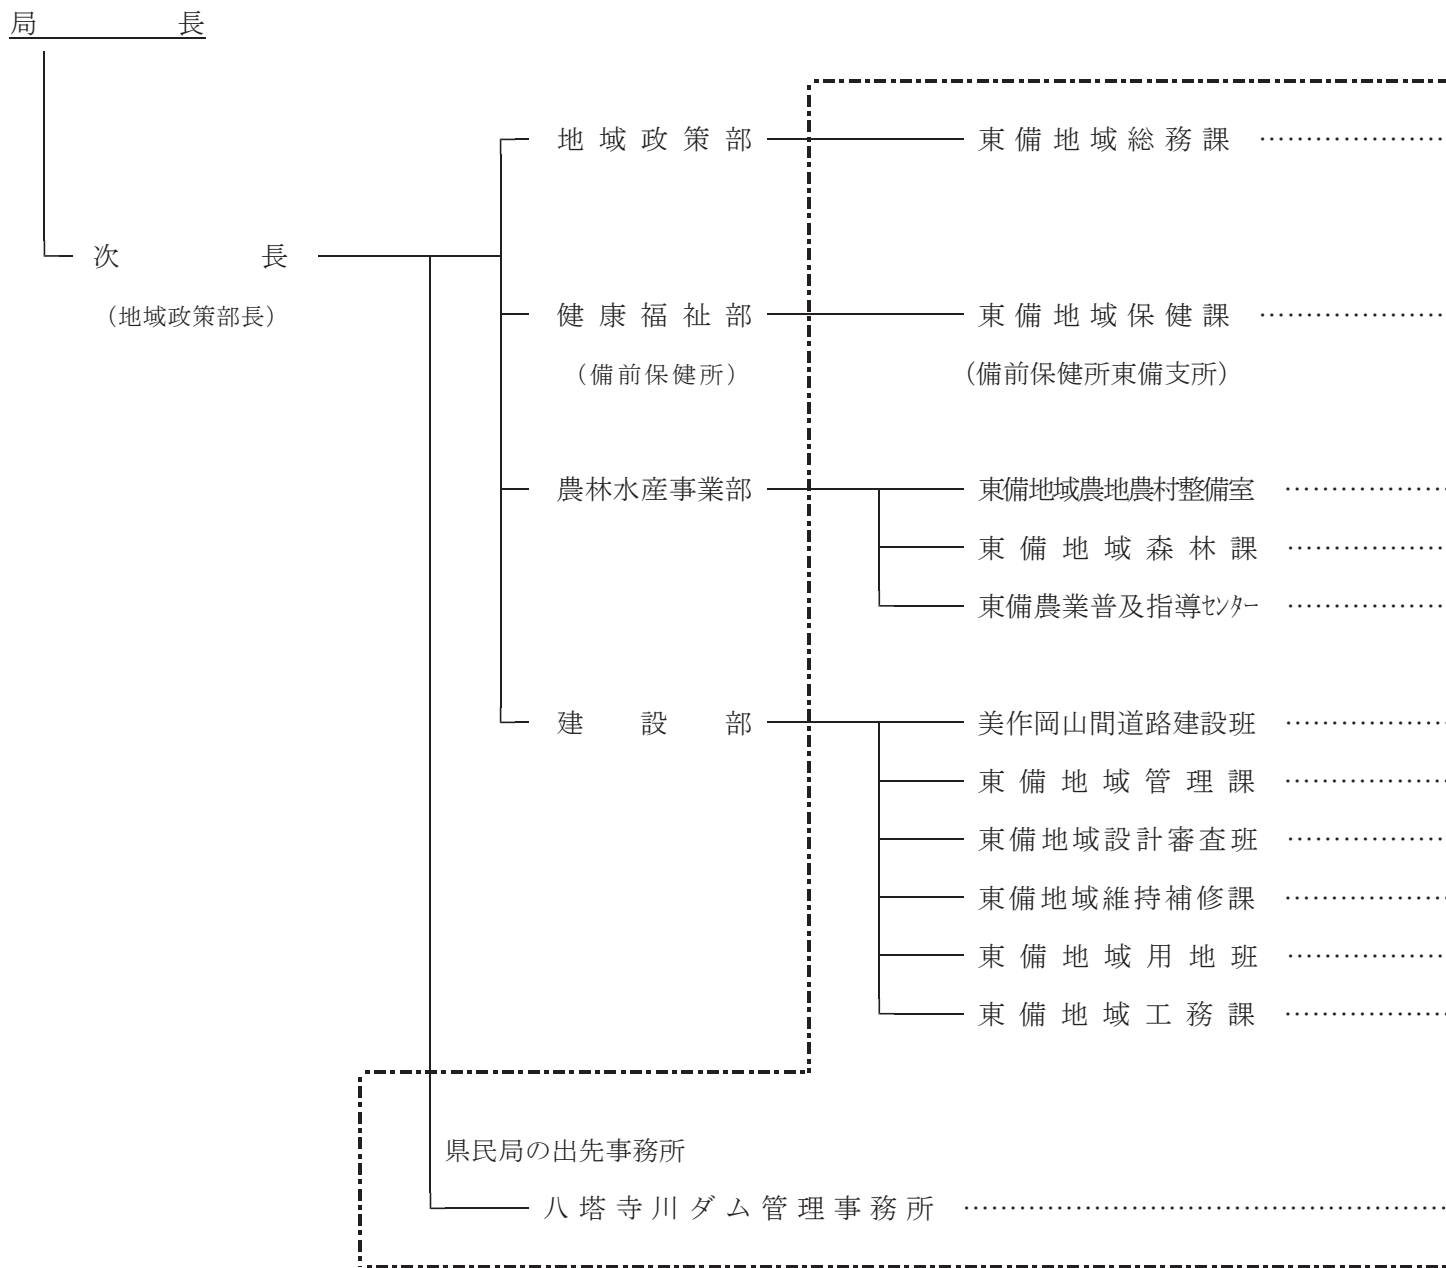 局長
地域政策部 東備地域総務課 …………………
次長
（地域政策部長）
健康福祉部 東備地域保健課 …………………
（備前保健所） （備前保健所東備支所）
農林水産事業部 東備地域農地農村整備室 ………………
東備地域森林課 ………………
東備農業普及指導ｾﾝﾀｰ ………………
建設部 美作岡山間道路建設班 ………………
東備地域管理課 ………………
東備地域設計審査班 ………………
東備地域維持補修課 ………………
東備地域用地班 ………………
東備地域工務課 ………………
県民局の出先事務所
八塔寺川ダム管理事務所 ………………………………………………